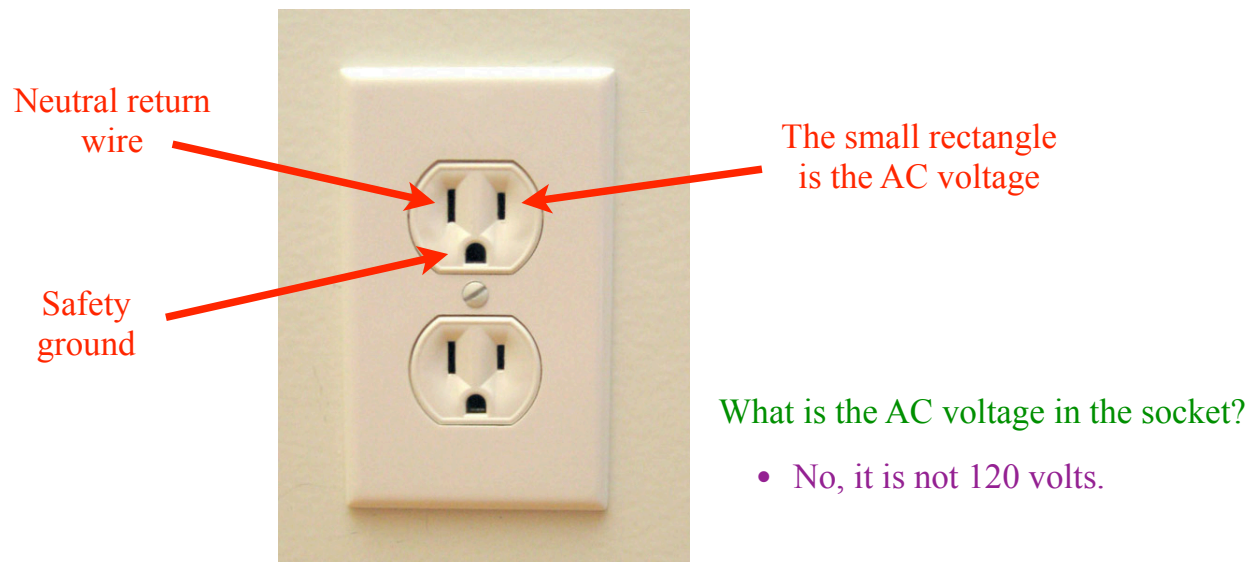 Neutral return
wire
The small rectangle
is the AC voltage
Safety
ground
What is the AC voltage in the socket?
• No, it is not 120 volts.